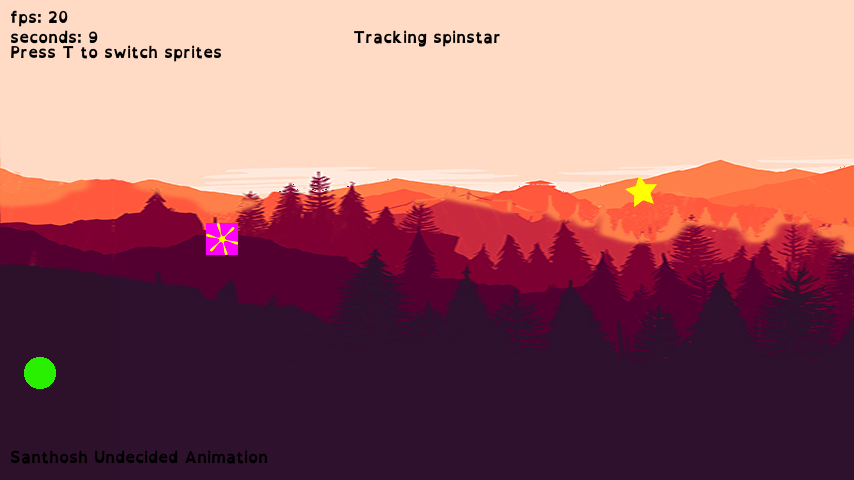 fps: 20
seconds: 9
Tracking spinstar
Press T to switch sprites
Santhosh Undecided Animation